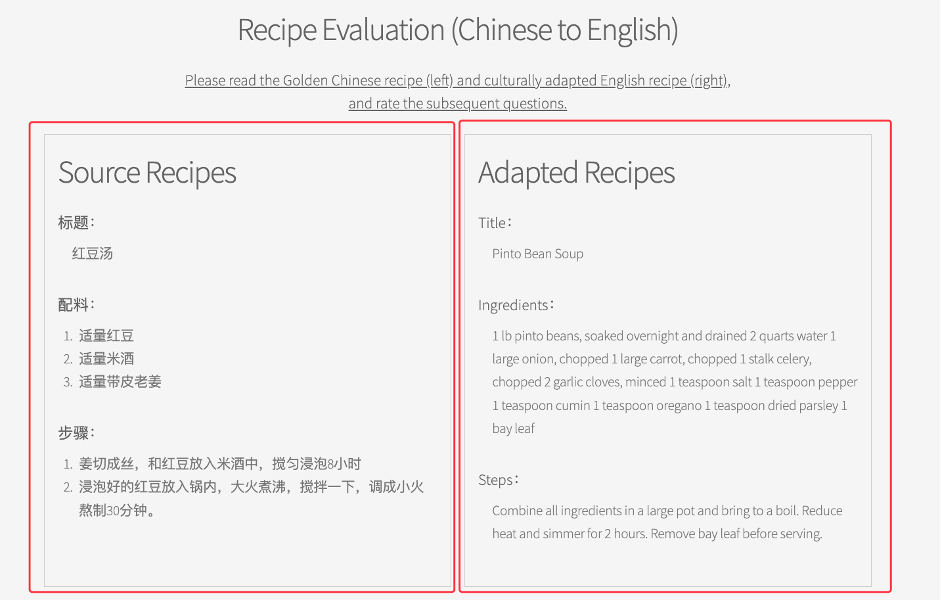 Recipe Evaluation (Chinese to English)
Please read the Golden Chinese recipe (left) and culturally adapted English recipe (right),
and rate the subsequent questions.
Source Recipes
标题：
红豆汤
配料：
1. 适量红豆
2. 适量米酒
3. 适量带皮老姜
步骤：
1. 姜切成丝，和红豆放入米酒中，搅匀浸泡8小时
2. 浸泡好的红豆放入锅内，大火煮沸，搅拌一下，调成小火
熬制30分钟。
Adapted Recipes
Title：
Pinto Bean Soup
Ingredients：
1 lb pinto beans, soaked overnight and drained 2 quarts water 1
large onion, chopped 1 large carrot, chopped 1 stalk celery,
chopped 2 garlic cloves, minced 1 teaspoon salt 1 teaspoon pepper
1 teaspoon cumin 1 teaspoon oregano 1 teaspoon dried parsley 1
bay leaf
Steps：
Combine all ingredients in a large pot and bring to a boil. Reduce
heat and simmer for 2 hours. Remove bay leaf before serving.